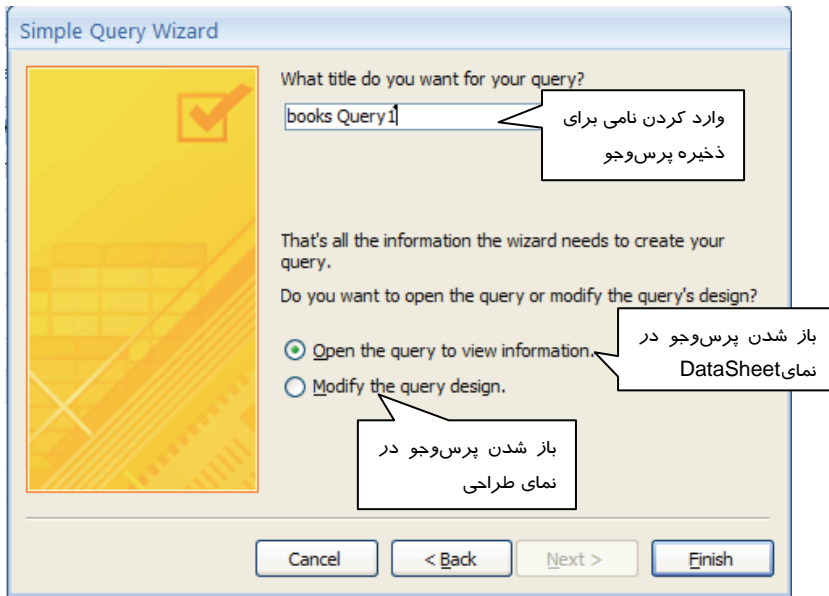 Simple Query Wizard
What title do you want for your query?
books Query1
وارد کردن نامی برای
ذخیره پرس‌وجو
That's all the information the wizard needs to create your
query.
Do you want to open the query or modify the query's design?
Open the query to view information.
باز شدن پرس‌وجو در
نمایDataSheet
Modify the query design.
باز شدن پرس‌وجو در
نمای طراحی
Cancel
< Back
Next >
Finish